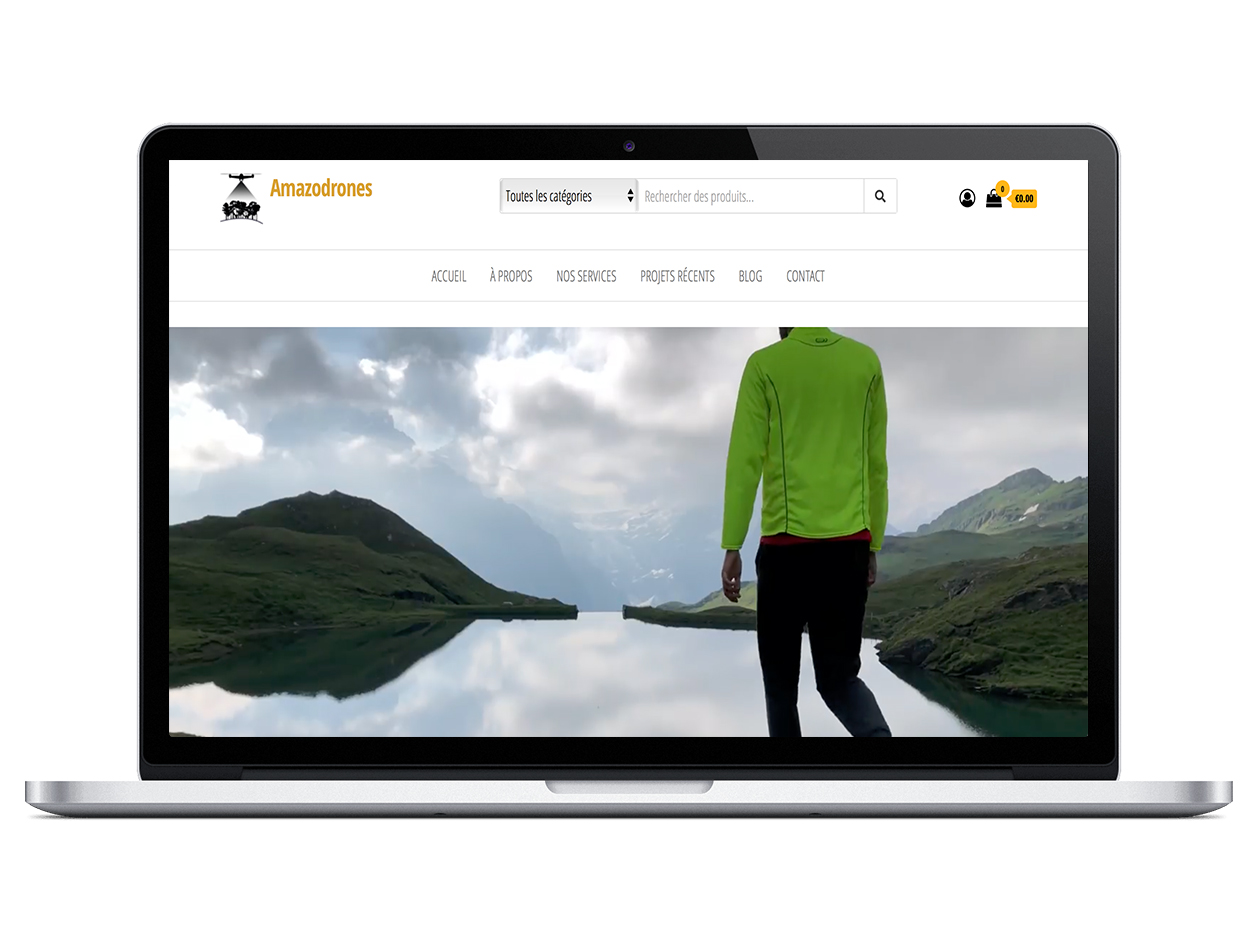 Amazodrones
Toutes les catégories
Rechercher des produits...
0
€0.00
ACCUEIL À PROPOS NOS SERVICES PROJETS RÉCENTS BLOG CONTACT